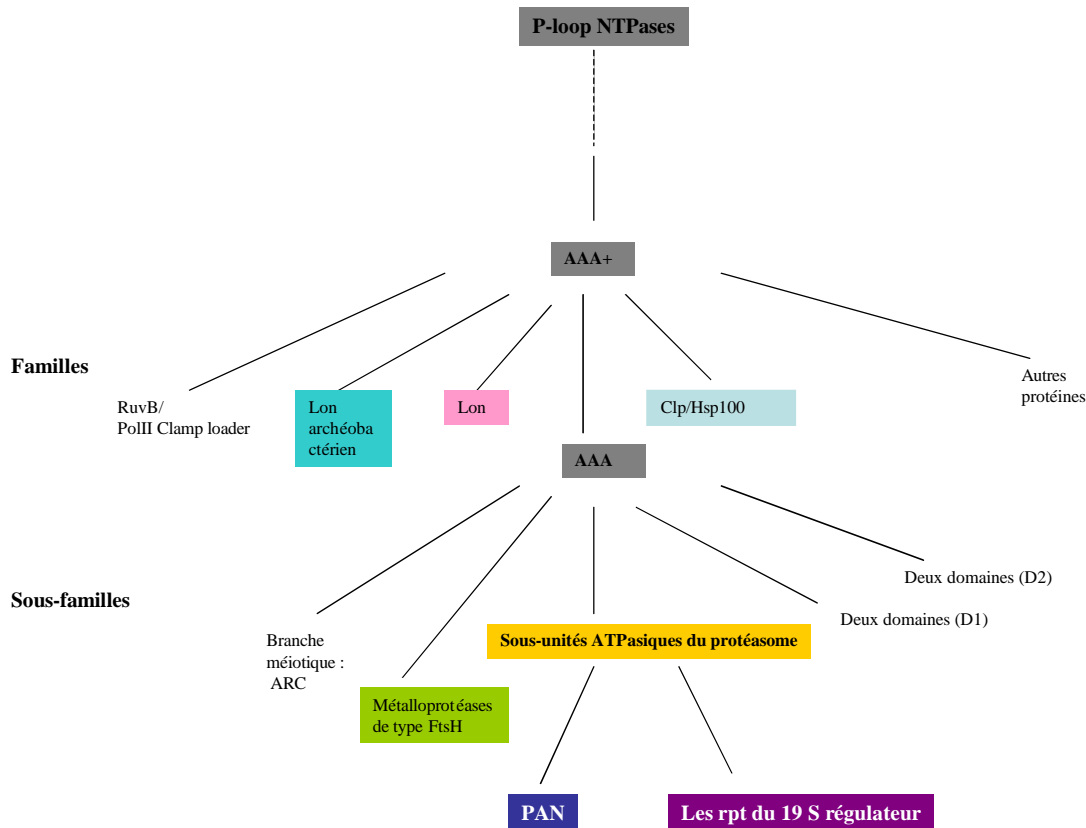 P-loop NTPases
AAA+
Familles
RuvB/
PolII Clamp loader
Lon
archéoba
ctérien
Lon
Clp/Hsp100
Autres
protéines
AAA
Sous-familles
Branche
méiotique :
ARC
Métalloprotéases
de type FtsH
Sous-unités ATPasiques du protéasome
Deux domaines (D1)
Deux domaines (D2)
PAN
Les rpt du 19 S régulateur